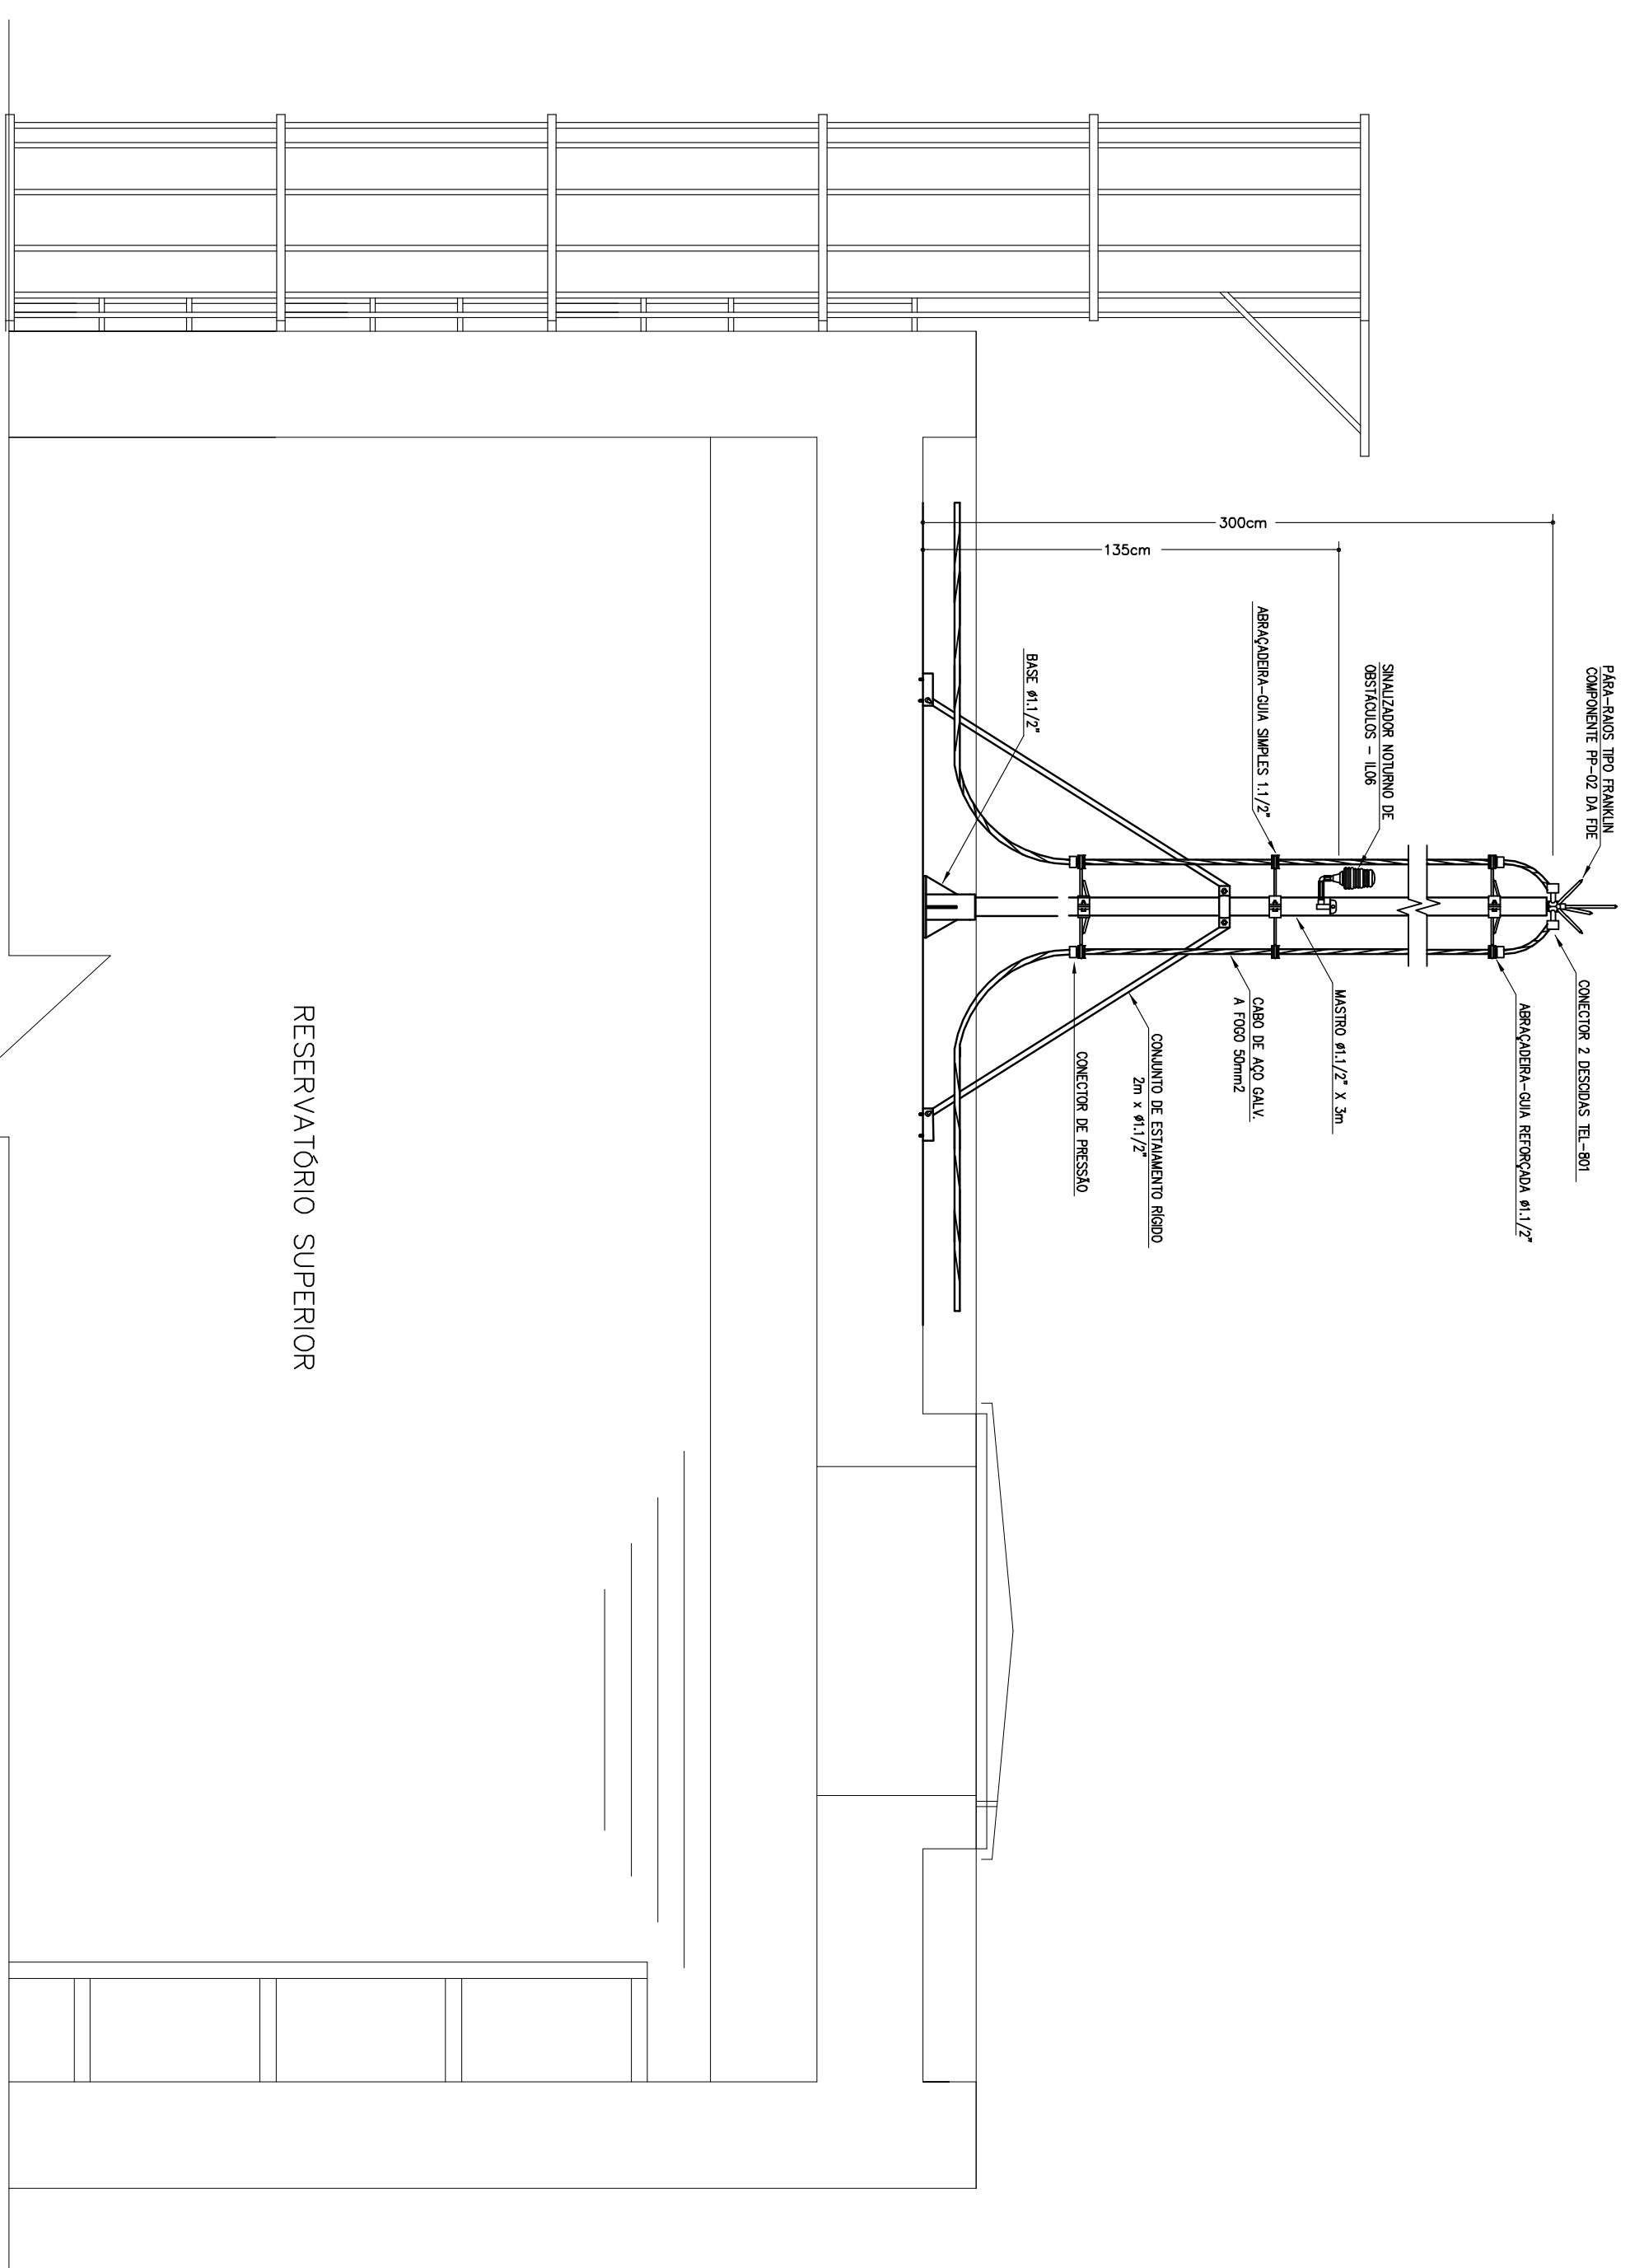 PÁRA-RAIOS TIPO FRANKLIN
COMPONENTE PP-02 DA FDE
CONECTOR 2 DESCIDAS TEL-801
ABRAÇADEIRA-GUIA REFORÇADA ø1.1/2"
SINALIZADOR NOTURNO DE
OBSTÁCULOS - IL06
MASTRO ø1.1/2" X 3m
ABRAÇADEIRA-GUIA SIMPLES 1.1/2"
CABO DE AÇO GALV.
A FOGO 50mm2
300cm
135cm
CONJUNTO DE ESTAIAMENTO RÍGIDO
2m x ø1.1/2"
CONECTOR DE PRESSÃO
BASE ø1.1/2"
RESERVATÓRIO SUPERIOR